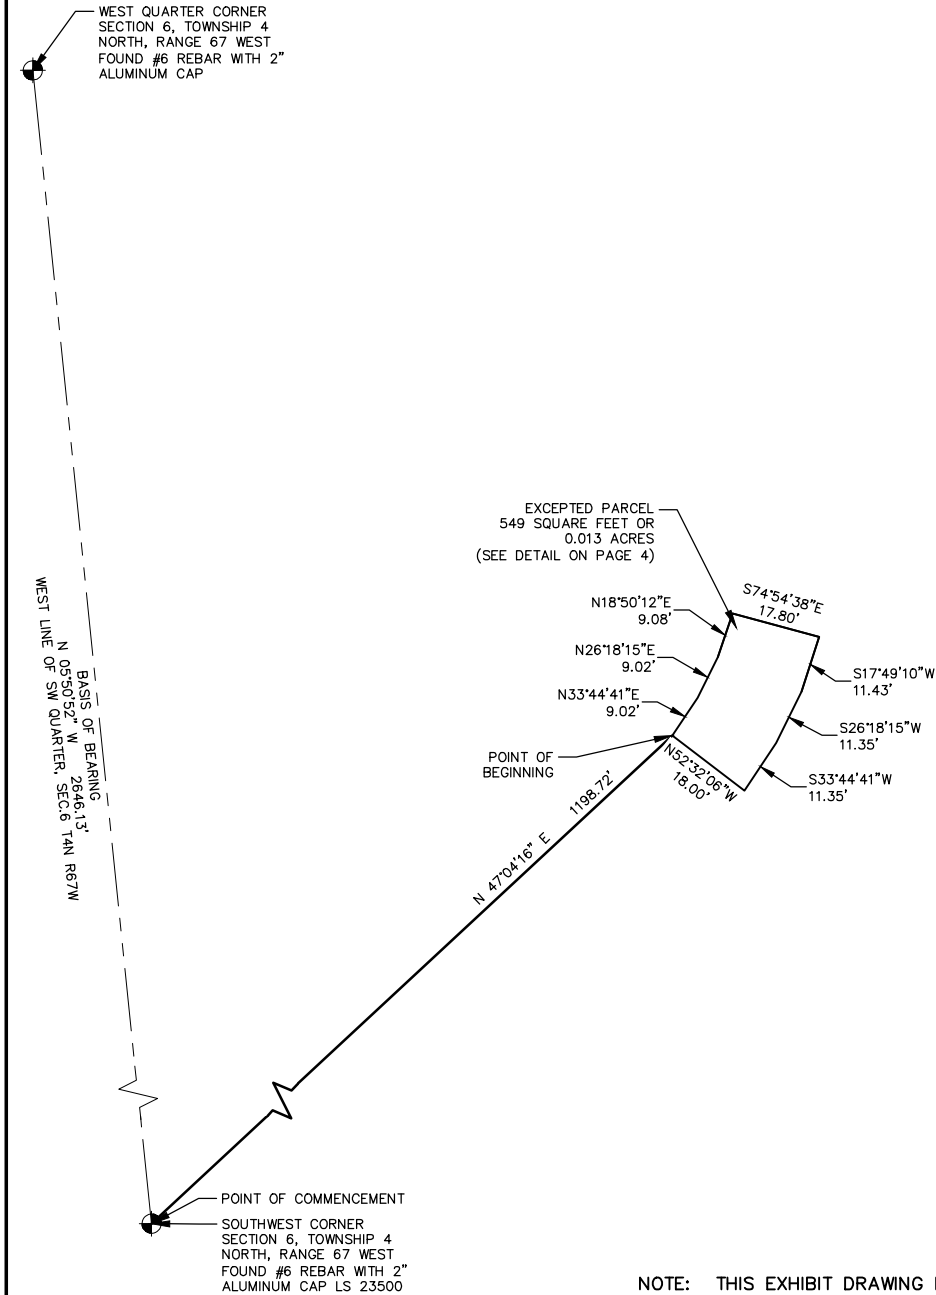 WEST QUARTER CORNER
SECTION 6, TOWNSHIP 4
NORTH, RANGE 67 WEST
FOUND #6 REBAR WITH 2"
ALUMINUM CAP
EXCEPTED PARCEL
549 SQUARE FEET OR
0.013 ACRES
(SEE DETAIL ON PAGE 4)
S74°54'38"E
17.80'
N18°50'12"E
9.08'
N26°18'15"E
9.02'
N33°44'41"E
9.02'
S17°49'10"W
11.43'
S26°18'15"W
11.35'
S33°44'41"W
11.35'
POINT OF
BEGINNING
N52°32'06"W
18.00'
BASIS OF BEARING
N 05°50'52" W 2646.13'
WEST LINE OF SW QUARTER, SEC.6 T4N R67W
N 47°04'16" E 1198.72'
POINT OF COMMENCEMENT
SOUTHWEST CORNER
SECTION 6, TOWNSHIP 4
NORTH, RANGE 67 WEST
FOUND #6 REBAR WITH 2"
ALUMINUM CAP LS 23500
NOTE: THIS EXHIBIT DRAWING